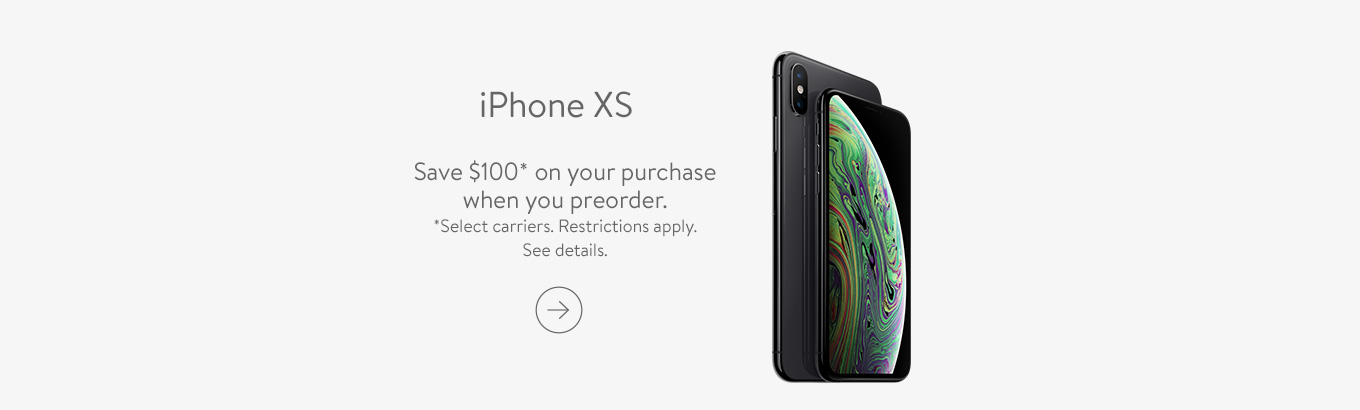 iPhone XS
Save $100* on your purchase
when you preorder.
*Select carriers. Restrictions apply.
See details.